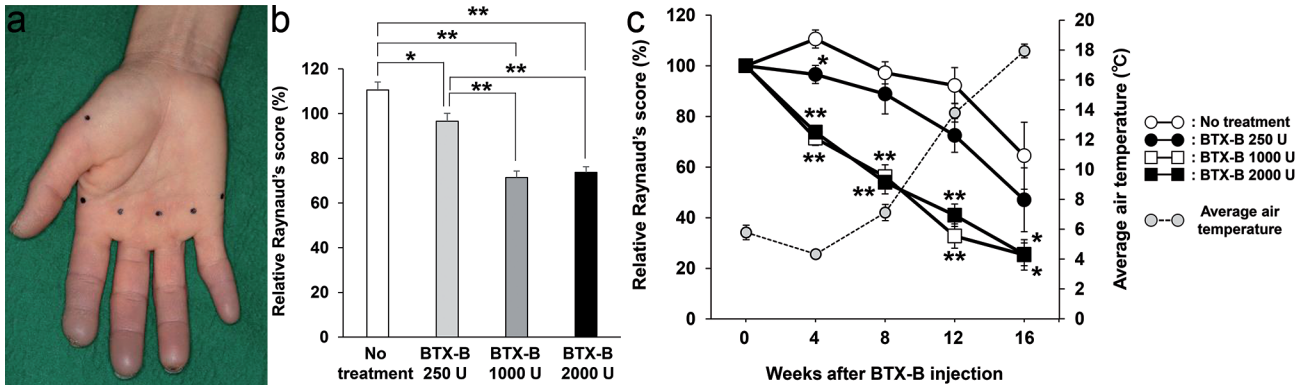 a
b
Relative Raynaud's score (%)
120
100
80
60
40
20
0
**
**
*
**
**
No
treatment
BTX-B
250 U
BTX-B
1000 U
BTX-B
2000 U
c
Relative Raynaud's score (%)
120
100
80
60
40
20
0
*
**
**
**
**
**
**
*
*
0
4
8
12
16
Weeks after BTX-B injection
20
18
16
14
12
10
8
6
4
2
0
Average air temperature (℃)
: No treatment
: BTX-B 250 U
: BTX-B 1000 U
: BTX-B 2000 U
Average air
temperature